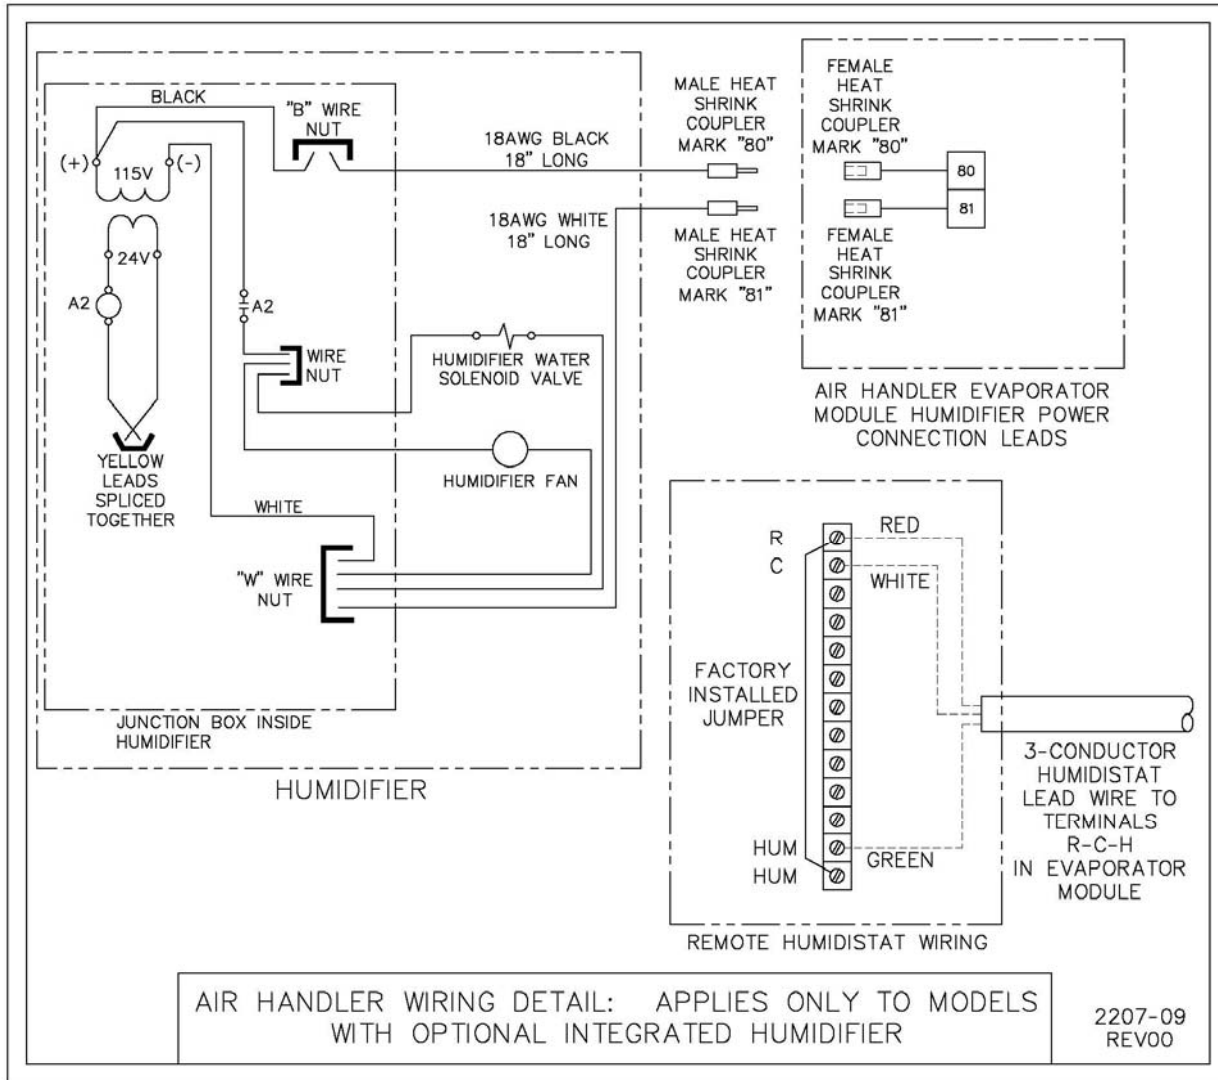 BLACK
"B" WIRE
NUT
(+)
115V
(-)
24V
A2
A2
WIRE
NUT
YELLOW
LEADS
SPLICED
TOGETHER
WHITE
"W" WIRE
NUT
JUNCTION BOX INSIDE
HUMIDIFIER
HUMIDIFIER
18AWG BLACK
18" LONG
18AWG WHITE
18" LONG
HUMIDIFIER WATER
SOLENOID VALVE
HUMIDIFIER FAN
MALE HEAT
SHRINK
COUPLER
MARK "80"
MALE HEAT
SHRINK
COUPLER
MARK "81"
FEMALE
HEAT
SHRINK
COUPLER
MARK "80"
80
81
FEMALE
HEAT
SHRINK
COUPLER
MARK "81"
AIR HANDLER EVAPORATOR
MODULE HUMIDIFIER POWER
CONNECTION LEADS
R
RED
C
WHITE
FACTORY
INSTALLED
JUMPER
HUM
GREEN
HUM
REMOTE HUMIDISTAT WIRING
3-CONDUCTOR
HUMIDISTAT
LEAD WIRE TO
TERMINALS
R-C-H
IN EVAPORATOR
MODULE
AIR HANDLER WIRING DETAIL: APPLIES ONLY TO MODELS
WITH OPTIONAL INTEGRATED HUMIDIFIER
2207-09
REV00